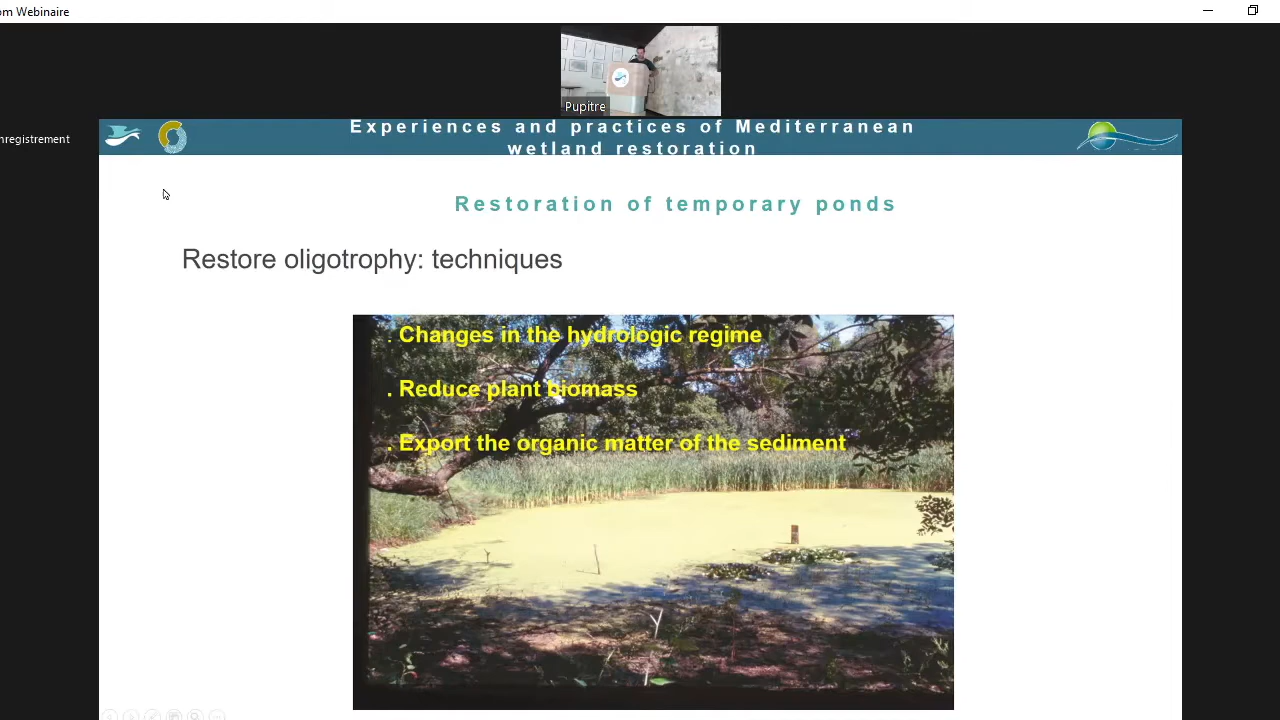 om Webinaire
Pupitre
nregistrement
Experiences and practices of Mediterranean
wetland restoration
Restoration of temporary ponds
Restore oligotrophy: techniques
. Changes in the hydrologic regime
. Reduce plant biomass
. Export the organic matter of the sediment